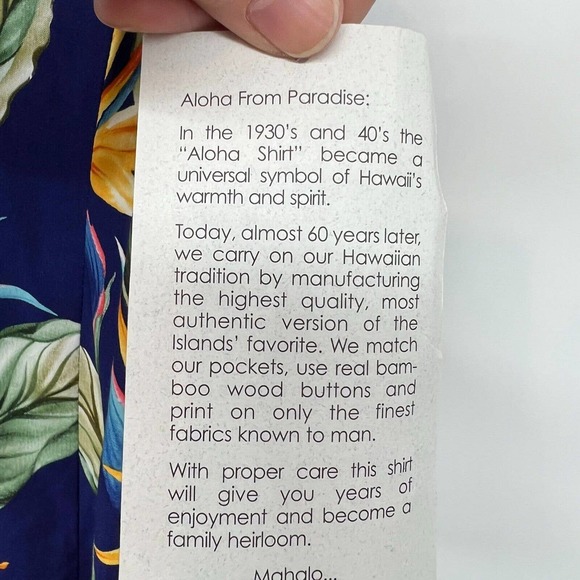 Aloha From Paradise:
In the 1930's and 40's the
"Aloha Shirt" became a
universal symbol of Hawaii's
warmth and spirit.
Today, almost 60 years later,
we carry on our Hawaiian
tradition by manufacturing
the highest quality, most
authentic version of the
Islands' favorite. We match
our pockets, use real bam-
boo wood buttons and
print on only the finest
fabrics known to man.
With proper care this shirt
will give you years of
enjoyment and become a
family heirloom.
Mahalo...